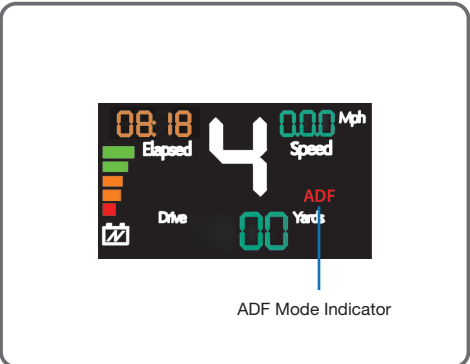 08:18 4 0.0.0 Mph
Elapsed Speed
ADF
Drive 00 Yards
ADF Mode Indicator